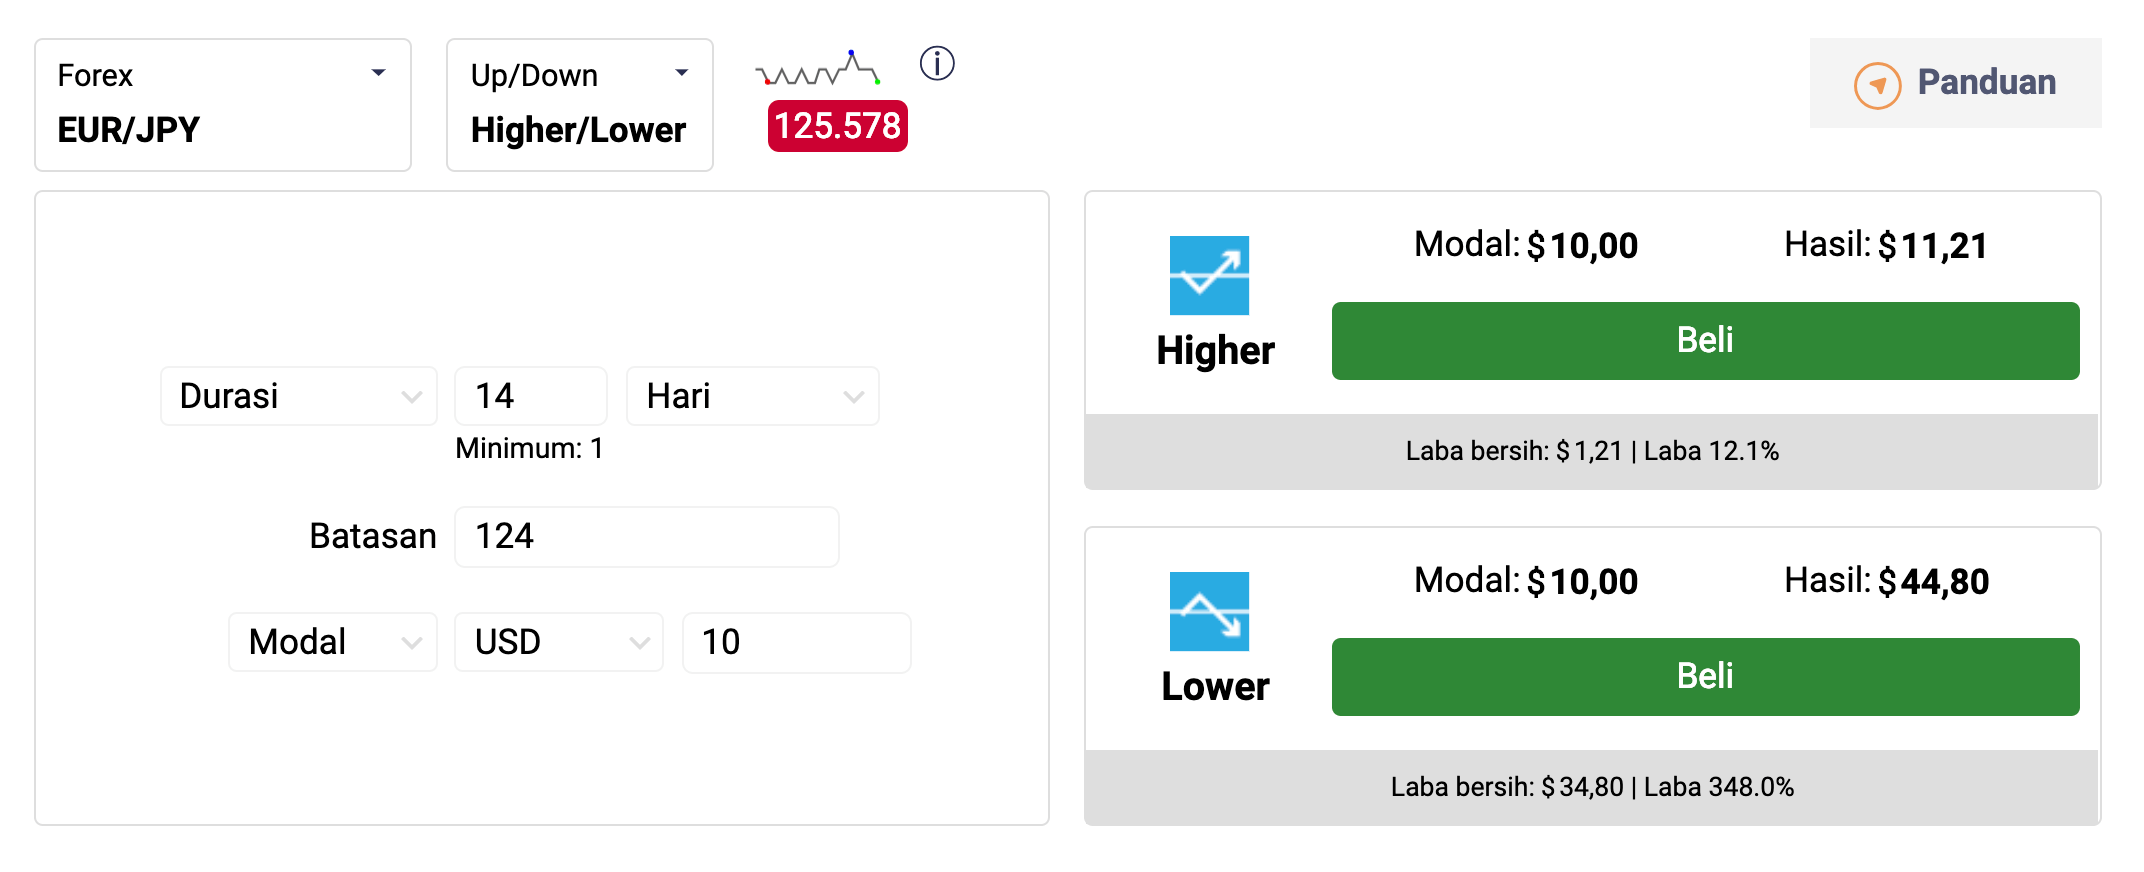 Forex
EUR/JPY
Up/Down
Higher/Lower
125.578
Panduan
Durasi 14 Hari
Minimum: 1
Batasan 124
Modal USD 10
Modal: $ 10,00 Hasil: $ 11,21
Higher
Beli
Laba bersih: $ 1,21 | Laba 12.1%
Modal: $ 10,00 Hasil: $ 44,80
Lower
Beli
Laba bersih: $ 34,80 | Laba 348.0%